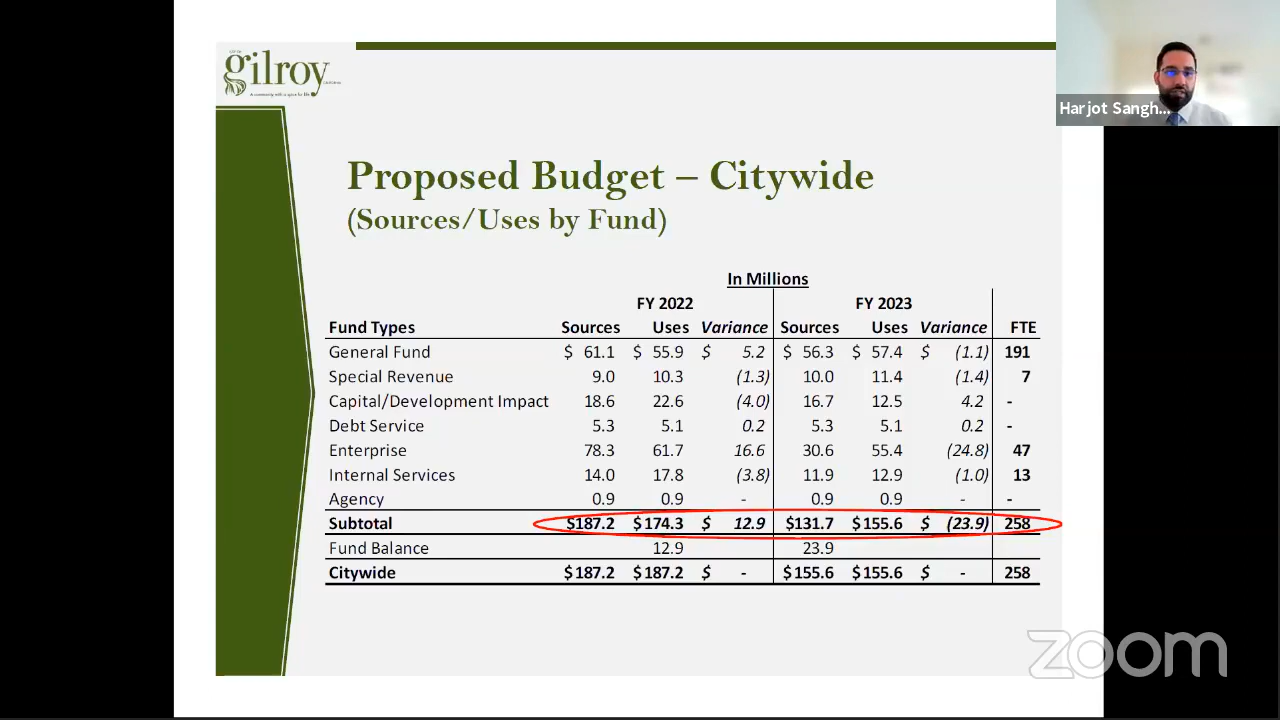 CITY OF
gilroy
CALIFORNIA
A community with a spice for life
Harjot Sangh...
Proposed Budget – Citywide
(Sources/Uses by Fund)
In Millions
FY 2022 FY 2023
Fund Types Sources Uses Variance Sources Uses Variance FTE
General Fund $ 61.1 $ 55.9 $ 5.2 $ 56.3 $ 57.4 $ (1.1) 191
Special Revenue 9.0 10.3 (1.3) 10.0 11.4 (1.4) 7
Capital/Development Impact 18.6 22.6 (4.0) 16.7 12.5 4.2 -
Debt Service 5.3 5.1 0.2 5.3 5.1 0.2 -
Enterprise 78.3 61.7 16.6 30.6 55.4 (24.8) 47
Internal Services 14.0 17.8 (3.8) 11.9 12.9 (1.0) 13
Agency 0.9 0.9 - 0.9 0.9 - -
Subtotal $187.2 $174.3 $ 12.9 $131.7 $155.6 $ (23.9) 258
Fund Balance 12.9 23.9
Citywide $187.2 $187.2 $ - $155.6 $155.6 $ - 258
zoom